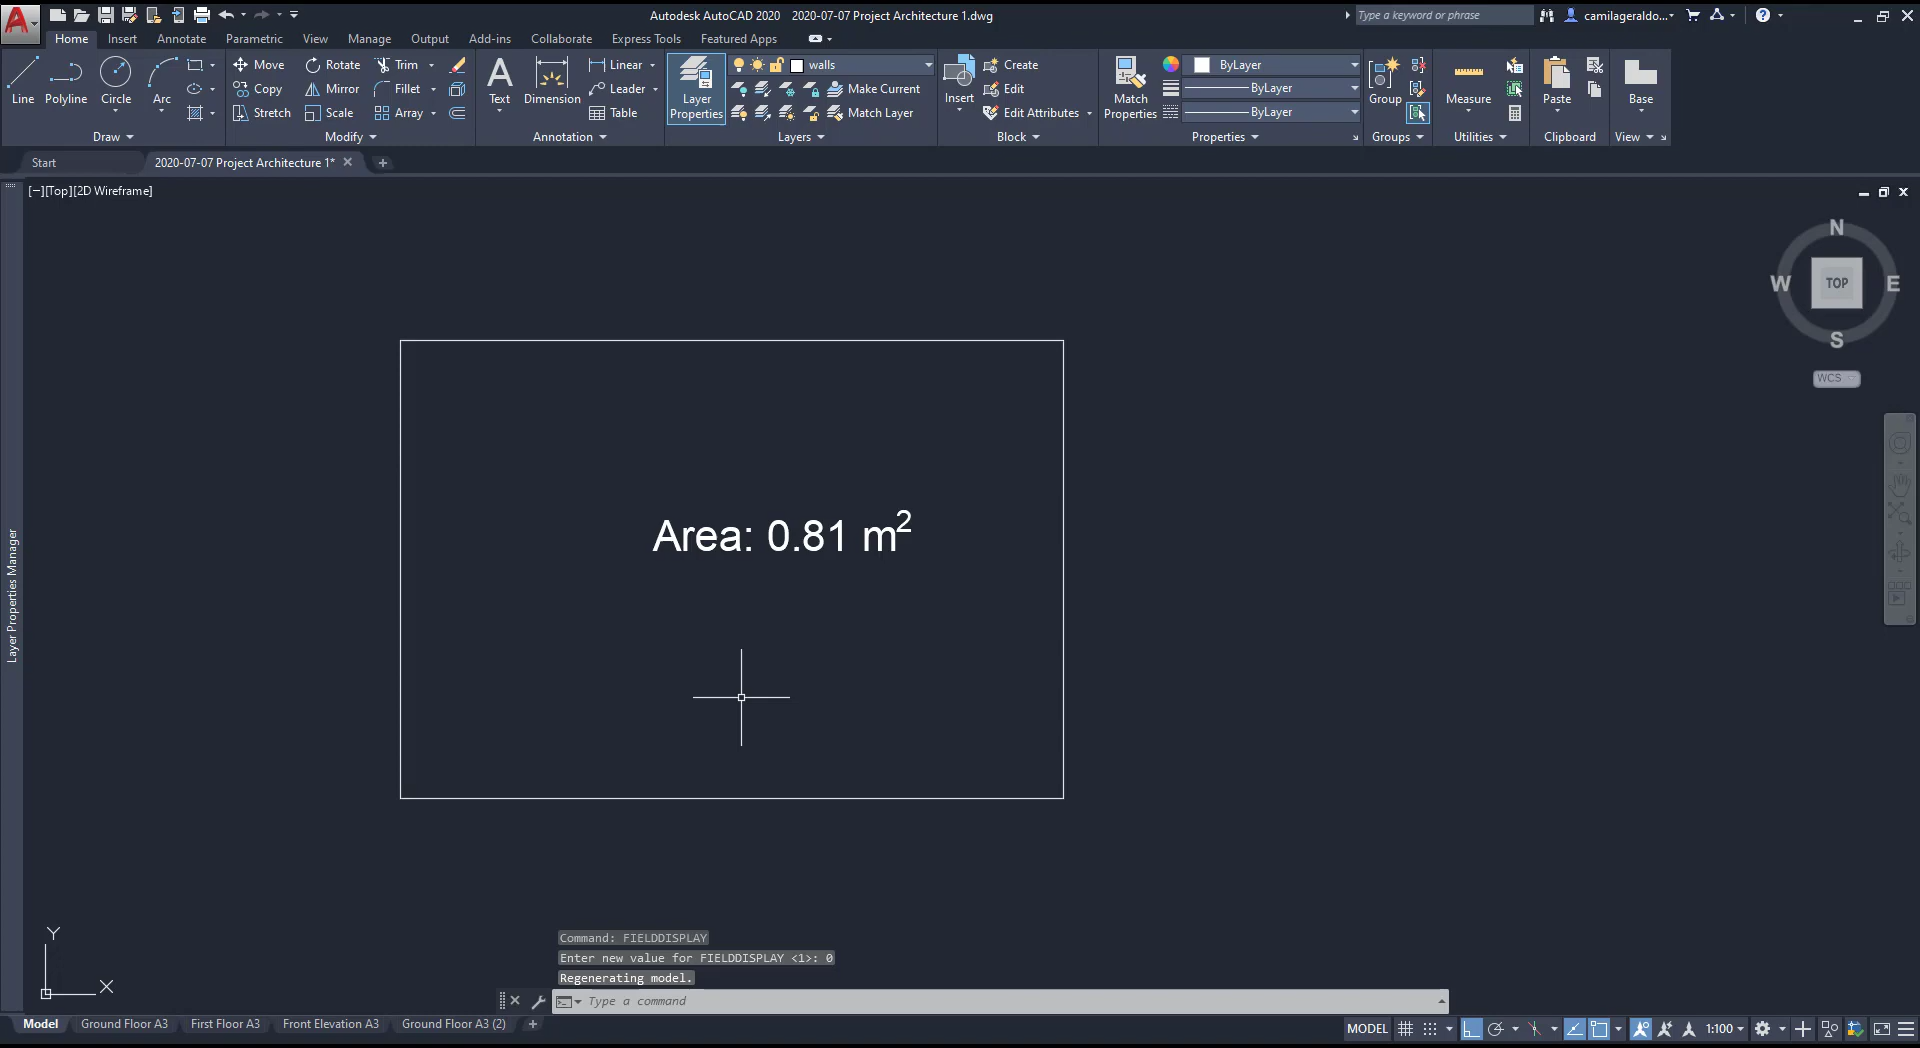 Autodesk AutoCAD 2020 2020-07-07 Project Architecture 1.dwg
Type a keyword or phrase
camilageraldo...
Home Insert Annotate Parametric View Manage Output Add-ins Collaborate Express Tools Featured Apps
Line Polyline Circle Arc
Draw
Move Rotate Trim
Copy Mirror Fillet
Stretch Scale Array
Modify
Text Dimension
Linear
Leader
Table
Annotation
Layer
Properties
walls
Make Current
Match Layer
Layers
Insert
Create
Edit
Edit Attributes
Block
Match
Properties
ByLayer
ByLayer
ByLayer
Properties
Group
Groups
Measure
Utilities
Paste
Clipboard
Base
View
Start 2020-07-07 Project Architecture 1*
[−][Top][2D Wireframe]
N
W TOP E
S
WCS
Layer Properties Manager
Area: 0.81 m²
Y
X
Command: FIELDDISPLAY
Enter new value for FIELDDISPLAY <1>: 0
Regenerating model.
Type a command
Model Ground Floor A3 First Floor A3 Front Elevation A3 Ground Floor A3 (2)
MODEL 1:100